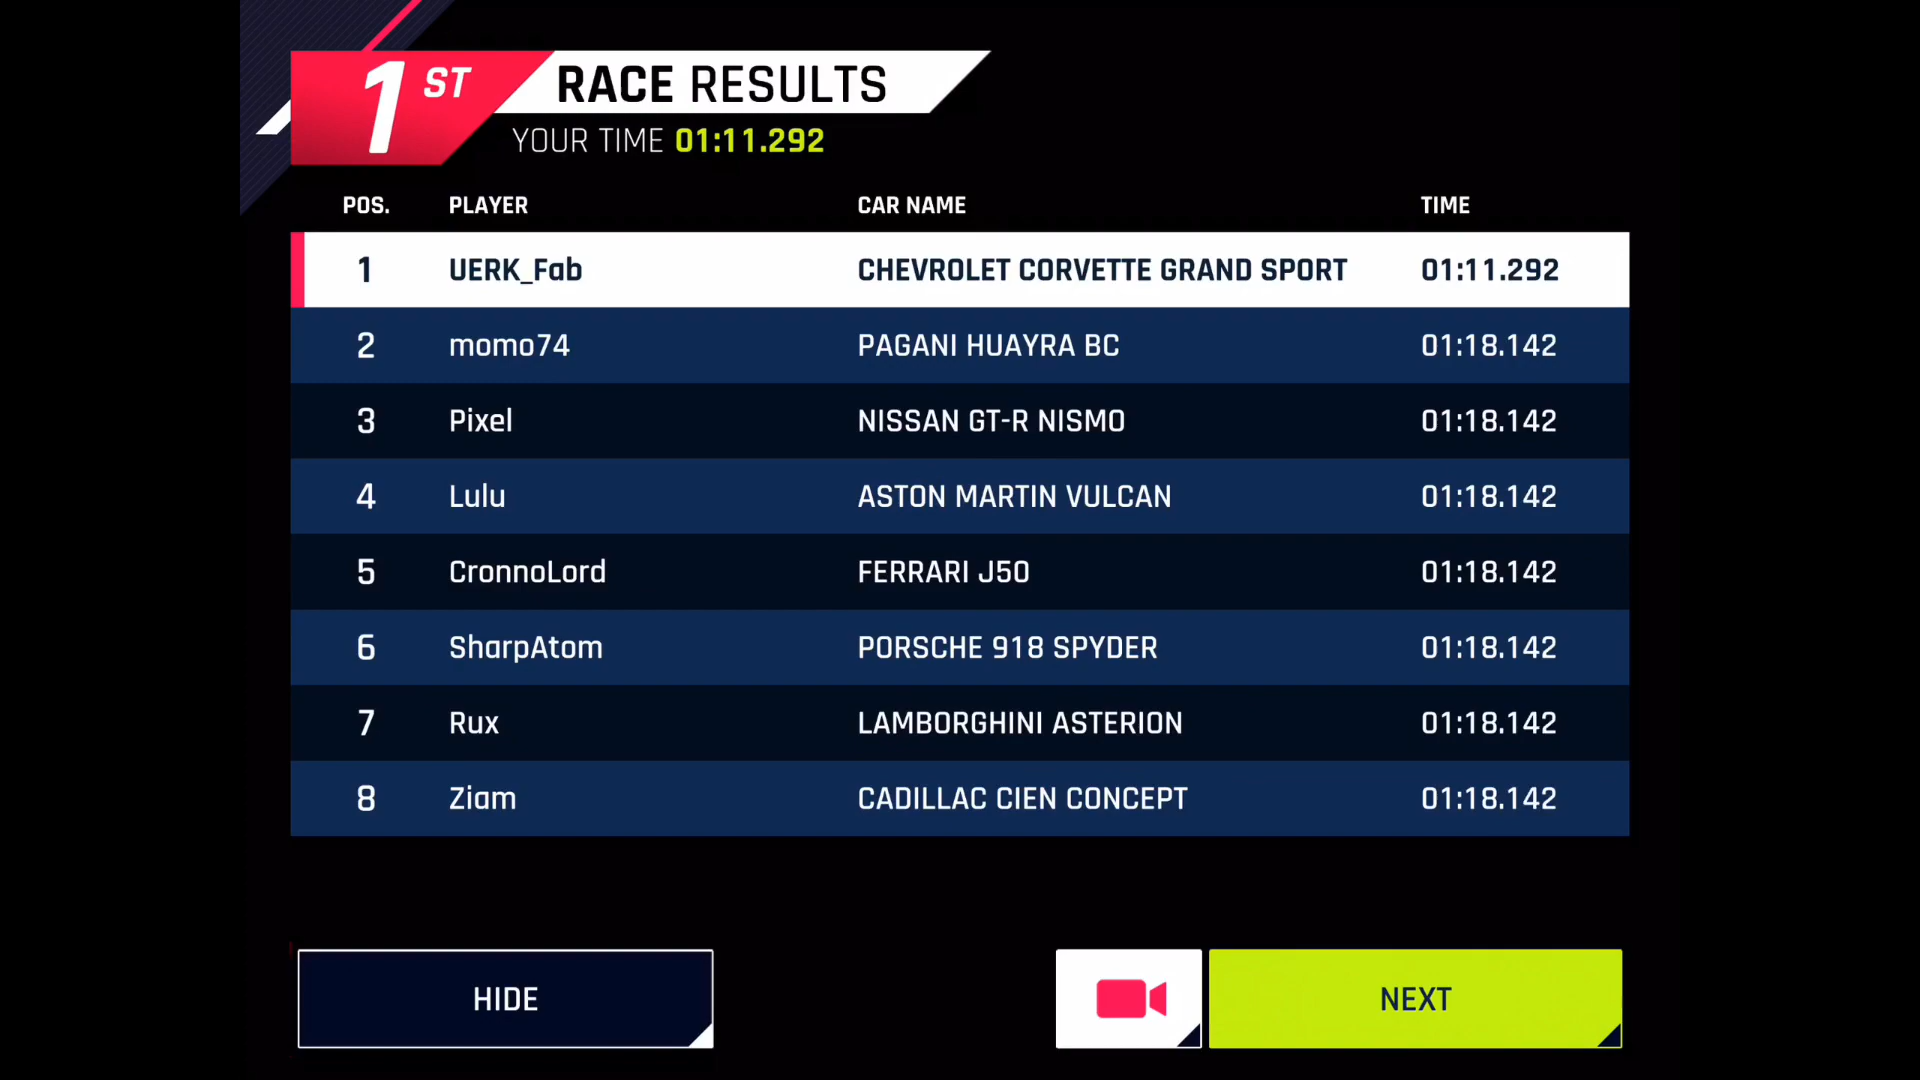 1ST RACE RESULTS
YOUR TIME 01:11.292
POS. PLAYER CAR NAME TIME
1 UERK_Fab CHEVROLET CORVETTE GRAND SPORT 01:11.292
2 momo74 PAGANI HUAYRA BC 01:18.142
3 Pixel NISSAN GT-R NISMO 01:18.142
4 Lulu ASTON MARTIN VULCAN 01:18.142
5 CronnoLord FERRARI J50 01:18.142
6 SharpAtom PORSCHE 918 SPYDER 01:18.142
7 Rux LAMBORGHINI ASTERION 01:18.142
8 Ziam CADILLAC CIEN CONCEPT 01:18.142
HIDE NEXT